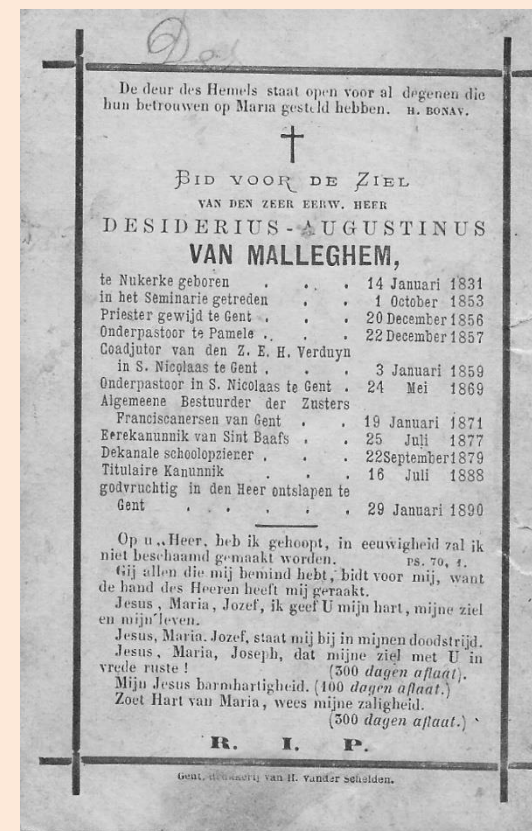 De deur des Hemels staat open voor al degenen die
hun betrouwen op Maria gesteld hebben. H. BONAV.
BID VOOR DE ZIEL
VAN DEN ZEER EERW. HEER
DESIDERIUS-AUGUSTINUS
VAN MALLEGHEM,
te Nukerke geboren . . . 14 Januari 1831
in het Seminarie getreden . . 1 October 1853
Priester gewijd te Gent . . . 20 December 1856
Onderpastoor te Pamele . . . 22 December 1857
Coadjutor van den Z. E. H. Verduyn
in S. Nicolaas te Gent . . . 3 Januari 1859
Onderpastoor in S. Nicolaas te Gent . 24 Mei 1869
Algemeene Bestuurder der Zusters
Franciscanersen van Gent . . 19 Januari 1871
Eerekanunnik van Sint Baafs . . 25 Juli 1877
Dekanale schoolopziener . . . 22 September 1879
Titulaire Kanunnik . . . 16 Juli 1888
godvruchtig in den Heer ontslapen te
Gent . . . . . 29 Januari 1890
Op u, Heer, heb ik gehoopt, in eeuwigheid zal ik
niet beschaamd gemaakt worden. PS. 70, 1.
Gij allen die mij bemind hebt, bidt voor mij, want
de hand des Heeren heeft mij geraakt.
Jesus, Maria, Jozef, ik geef U mijn hart, mijne ziel
en mijn leven.
Jesus, Maria. Jozef, staat mij bij in mijnen doodstrijd.
Jesus, Maria, Joseph, dat mijne ziel met U in
vrede ruste ! (300 dagen aflaat).
Mijn Jesus barmhartigheid. (100 dagen aflaat.)
Zoet Hart van Maria, wees mijne zaligheid.
(300 dagen aflaat.)
R. I. P.
Gent, drukkerij van H. Vander Schelden.